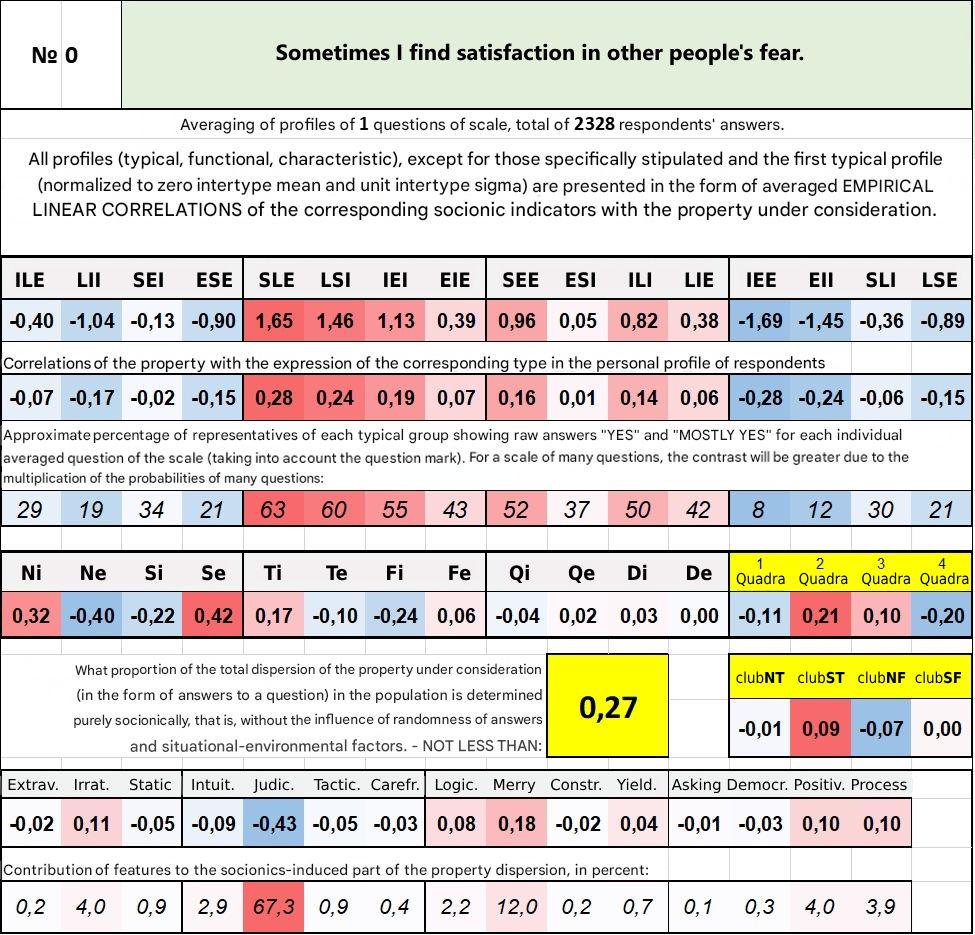 № 0
Sometimes I find satisfaction in other people's fear.
Averaging of profiles of 1 questions of scale, total of 2328 respondents' answers.
All profiles (typical, functional, characteristic), except for those specifically stipulated and the first typical profile
(normalized to zero intertype mean and unit intertype sigma) are presented in the form of averaged EMPIRICAL
LINEAR CORRELATIONS of the corresponding socionic indicators with the property under consideration.
ILE LII SEI ESE SLE LSI IEI EIE SEE ESI ILI LIE IEE EII SLI LSE
-0,40 -1,04 -0,13 -0,90 1,65 1,46 1,13 0,39 0,96 0,05 0,82 0,38 -1,69 -1,45 -0,36 -0,89
Correlations of the property with the expression of the corresponding type in the personal profile of respondents
-0,07 -0,17 -0,02 -0,15 0,28 0,24 0,19 0,07 0,16 0,01 0,14 0,06 -0,28 -0,24 -0,06 -0,15
Approximate percentage of representatives of each typical group showing raw answers "YES" and "MOSTLY YES" for each individual
averaged question of the scale (taking into account the question mark). For a scale of many questions, the contrast will be greater due to the
multiplication of the probabilities of many questions:
29 19 34 21 63 60 55 43 52 37 50 42 8 12 30 21
Ni Ne Si Se Ti Te Fi Fe Qi Qe Di De 1 Quadra 2 Quadra 3 Quadra 4 Quadra
0,32 -0,40 -0,22 0,42 0,17 -0,10 -0,24 0,06 -0,04 0,02 0,03 0,00 -0,11 0,21 0,10 -0,20
What proportion of the total dispersion of the property under consideration
(in the form of answers to a question) in the population is determined
purely socionically, that is, without the influence of randomness of answers
and situational-environmental factors. - NOT LESS THAN:
0,27
clubNT clubST clubNF clubSF
-0,01 0,09 -0,07 0,00
Extrav. Irrat. Static Intuit. Judic. Tactic. Carefr. Logic. Merry Constr. Yield. Asking Democr. Positiv. Process
-0,02 0,11 -0,05 -0,09 -0,43 -0,05 -0,03 0,08 0,18 -0,02 0,04 -0,01 -0,03 0,10 0,10
Contribution of features to the socionics-induced part of the property dispersion, in percent:
0,2 4,0 0,9 2,9 67,3 0,9 0,4 2,2 12,0 0,2 0,7 0,1 0,3 4,0 3,9